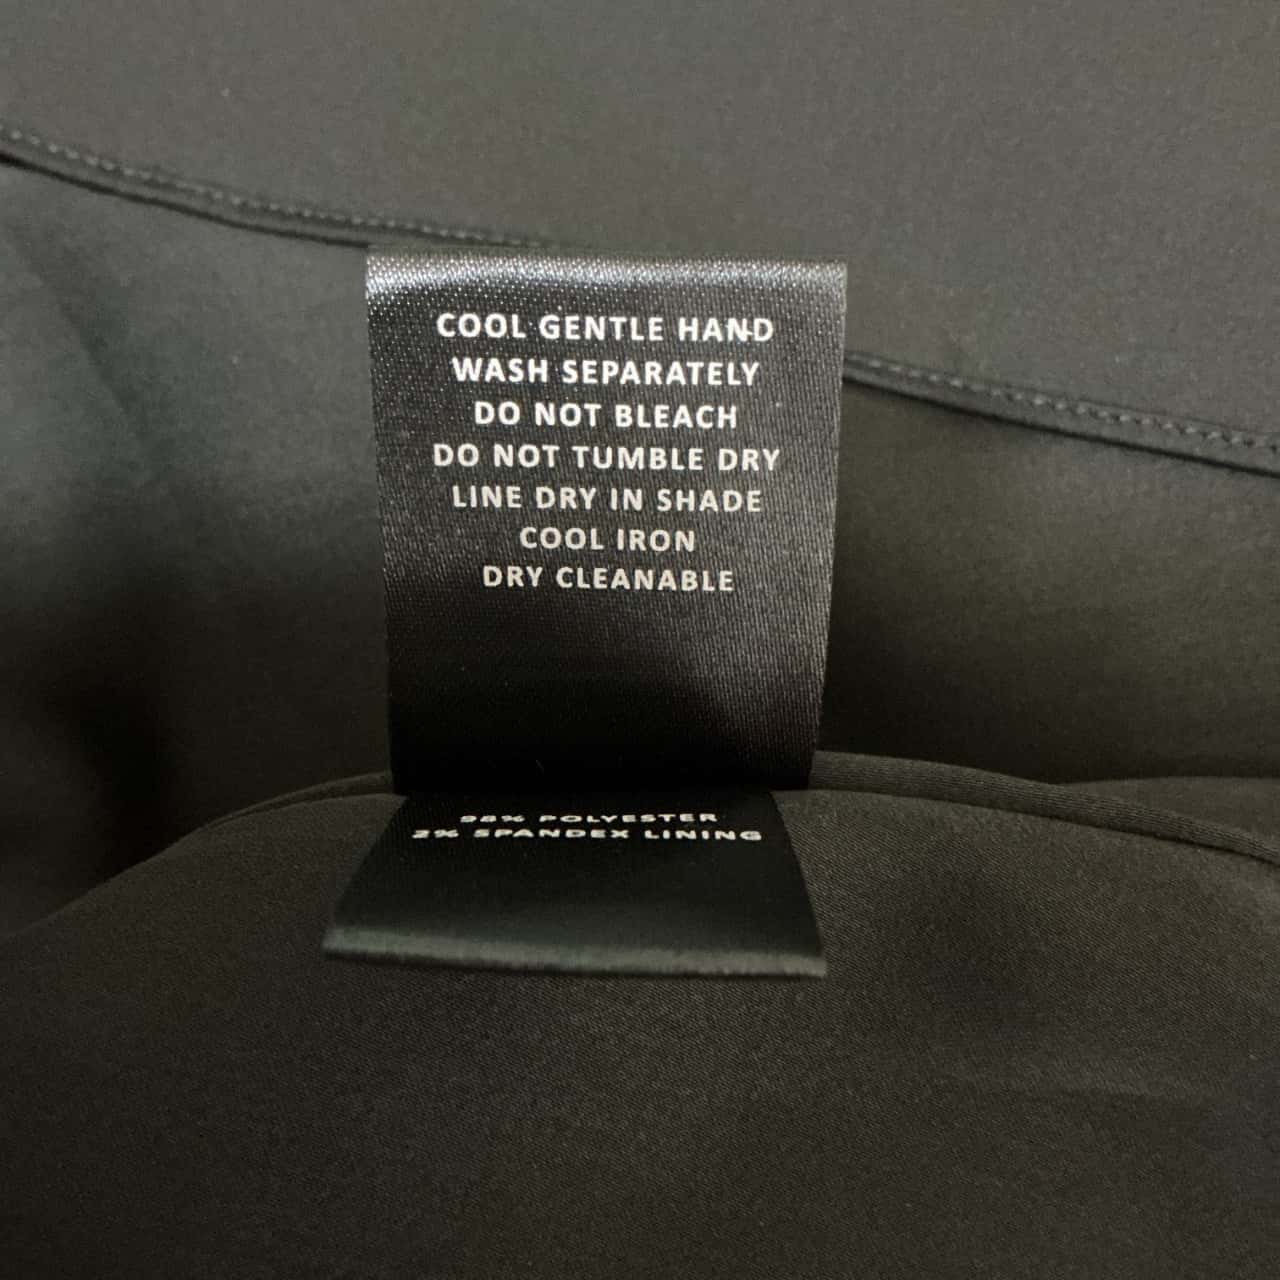 COOL GENTLE HAND
WASH SEPARATELY
DO NOT BLEACH
DO NOT TUMBLE DRY
LINE DRY IN SHADE
COOL IRON
DRY CLEANABLE
98% POLYESTER
2% SPANDEX LINING